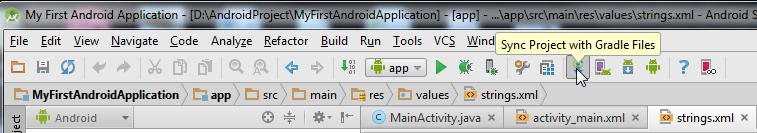 My First Android Application - [D:\AndroidProject\MyFirstAndroidApplication] - [app] - ...\app\src\main\res\values\strings.xml - Android S
File Edit View Navigate Code Analyze Refactor Build Run Tools VCS Wind
Sync Project with Gradle Files
app
MyFirstAndroidApplication app src main res values strings.xml
Android MainActivity.java activity_main.xml strings.xml